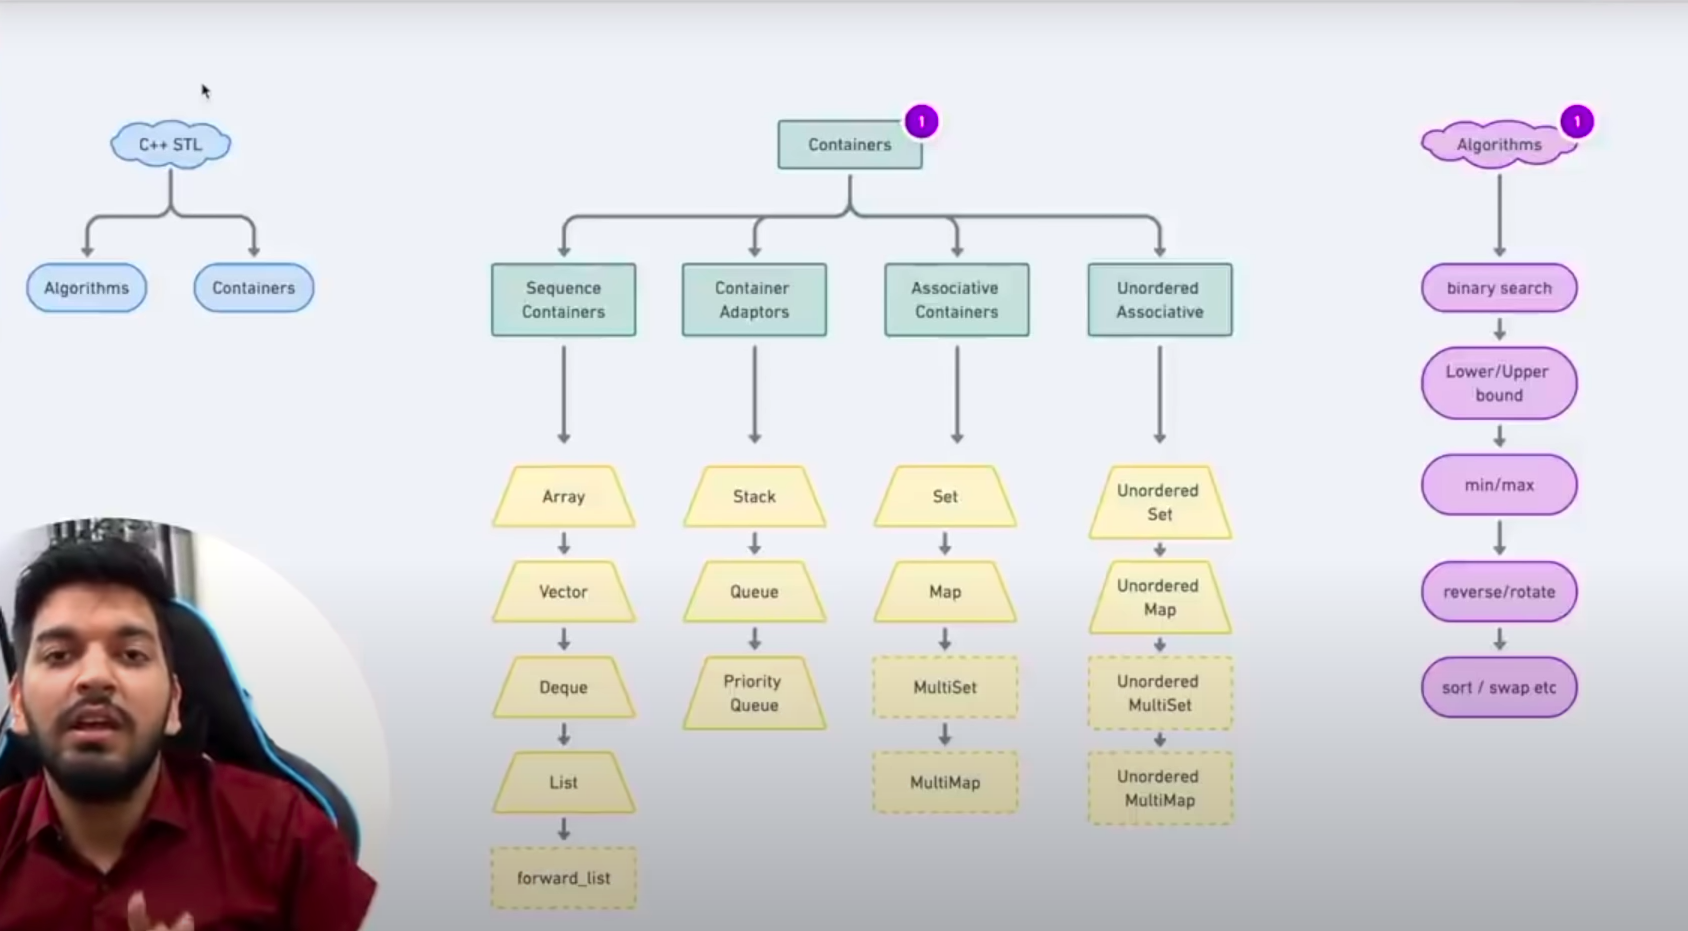 C++ STL
Algorithms
Containers
Containers
1
Sequence
Containers
Container
Adaptors
Associative
Containers
Unordered
Associative
Array
Vector
Deque
List
forward_list
Stack
Queue
Priority
Queue
Set
Map
MultiSet
MultiMap
Unordered
Set
Unordered
Map
Unordered
MultiSet
Unordered
MultiMap
Algorithms
1
binary search
Lower/Upper
bound
min/max
reverse/rotate
sort / swap etc